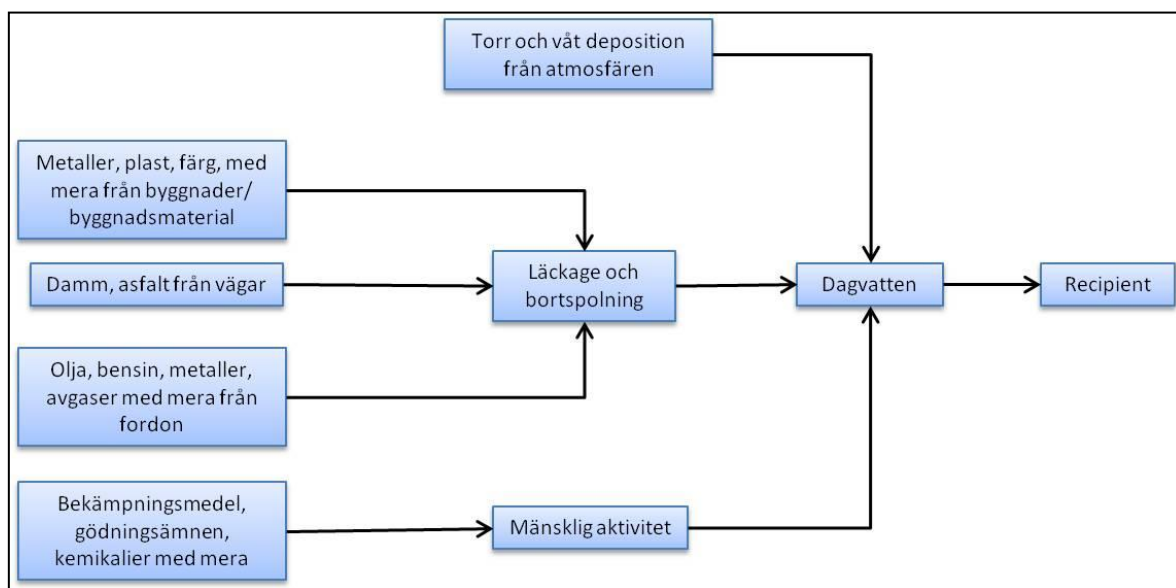 Torr och våt deposition
från atmosfären
Metaller, plast, färg, med
mera från byggnader/
byggnadsmaterial
Damm, asfalt från vägar
Läckage och
bortspolning
Dagvatten
Recipient
Olja, bensin, metaller,
avgaser med mera från
fordon
Bekämpningsmedel,
gödningsämnen,
kemikalier med mera
Mänsklig aktivitet